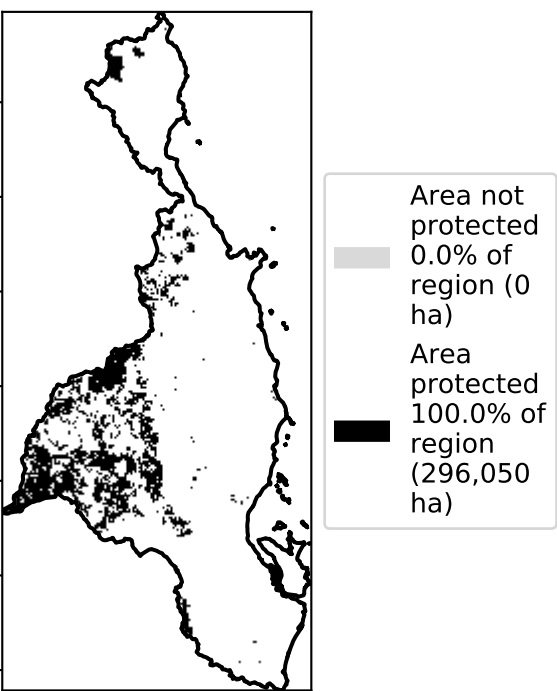 Area not
protected
0.0% of
region (0
ha)
Area
protected
100.0% of
region
(296,050
ha)